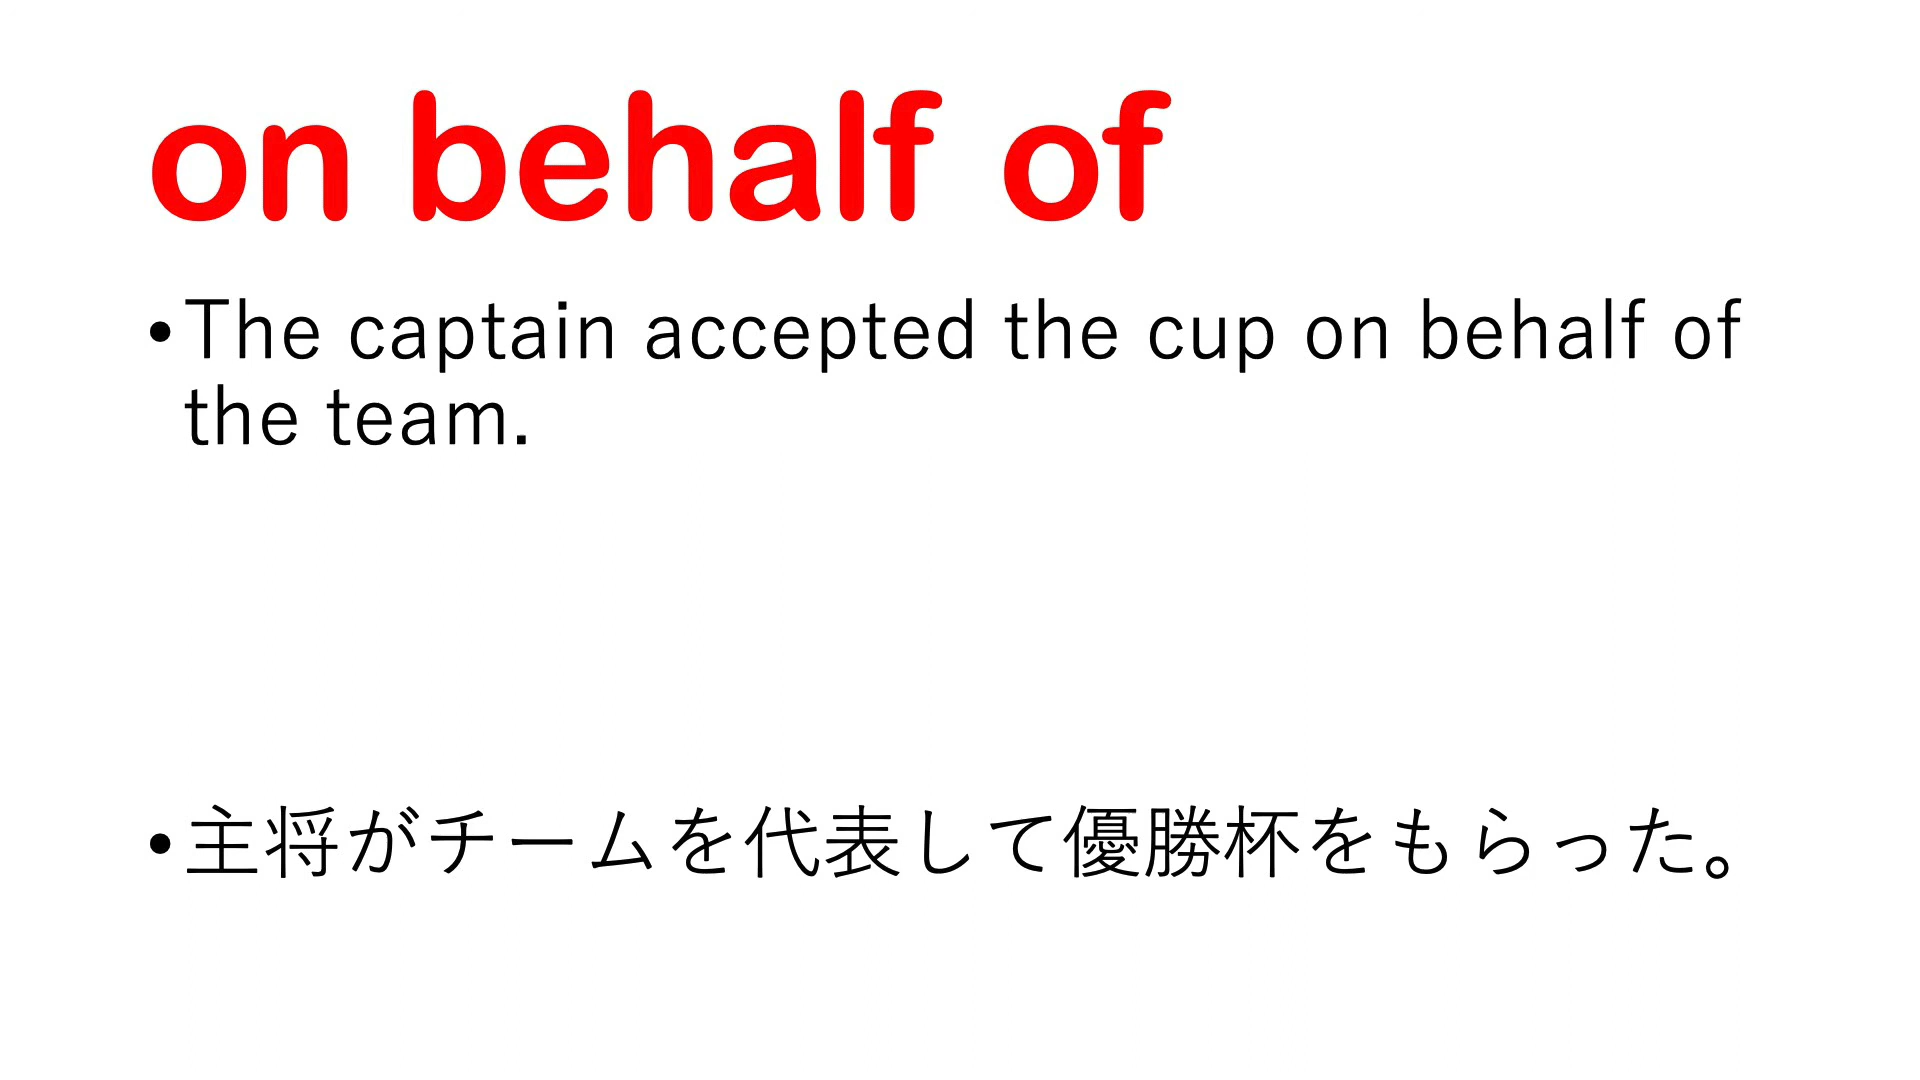 on behalf of
•The captain accepted the cup on behalf of
the team.
•主将がチームを代表して優勝杯をもらった。